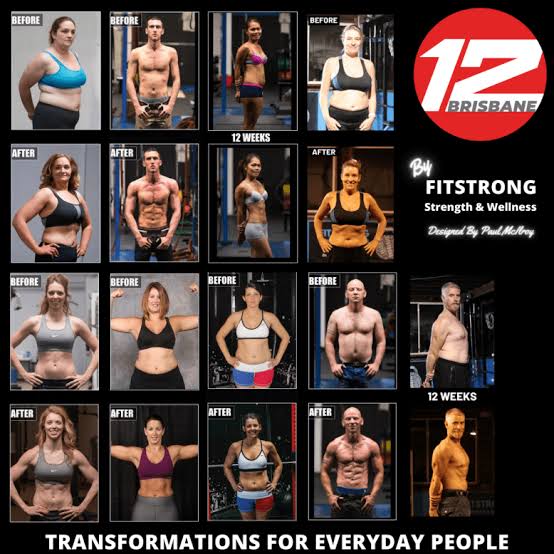 BEFORE
BEFORE
BEFORE
12
BRISBANE
12 WEEKS
AFTER
AFTER
AFTER
By
FITSTRONG
Strength & Wellness
Designed By Paul McIlroy
BEFORE
BEFORE
BEFORE
BEFORE
12 WEEKS
AFTER
AFTER
AFTER
AFTER
FITSTRONG
TRANSFORMATIONS FOR EVERYDAY PEOPLE